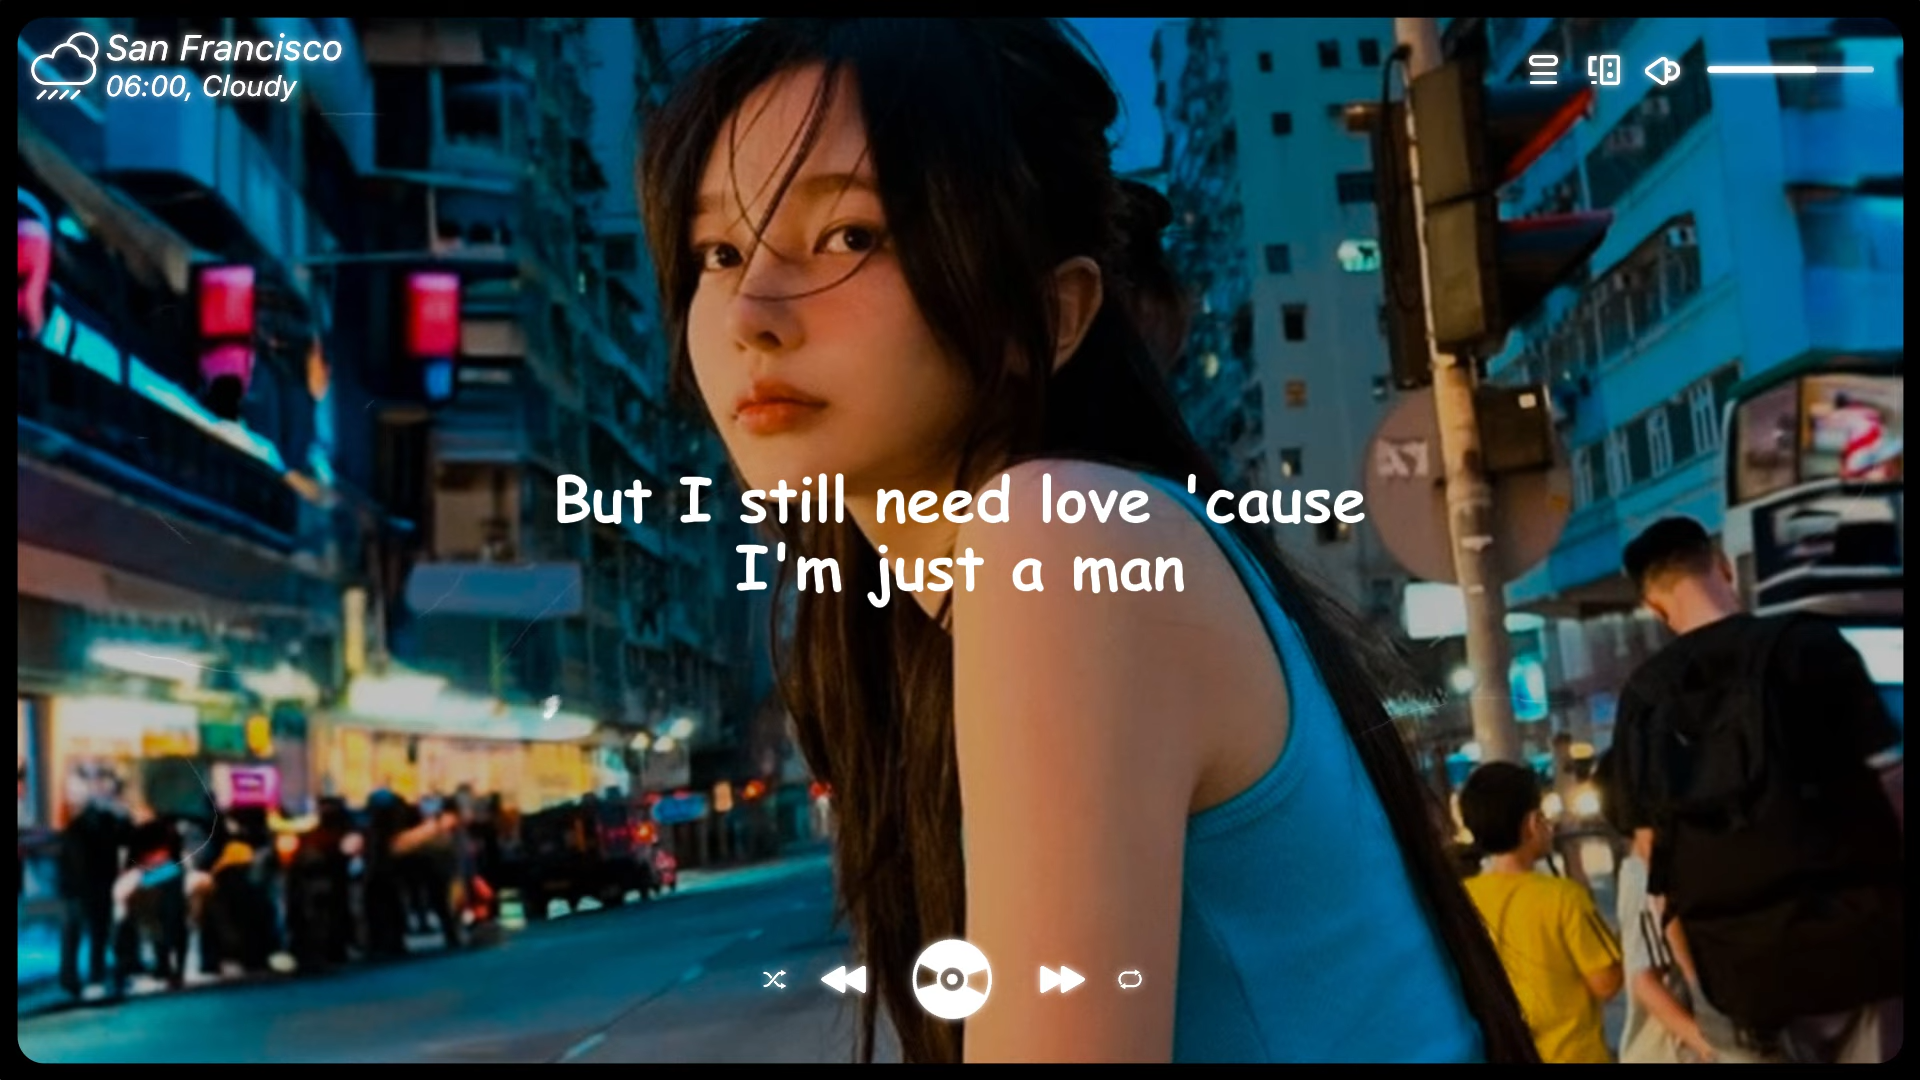 San Francisco
06:00, Cloudy
But I still need love 'cause
I'm just a man